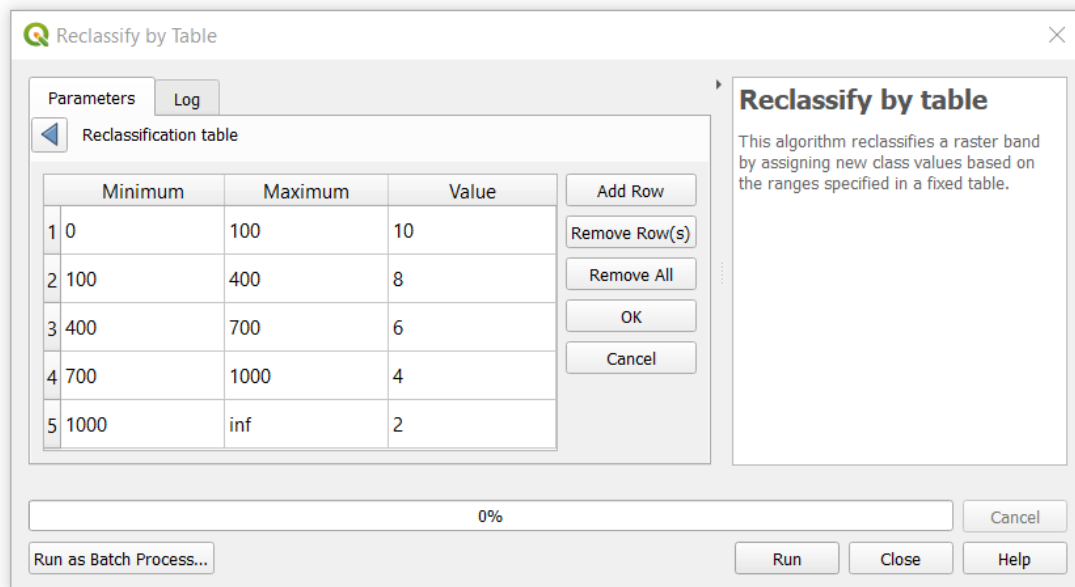 Reclassify by Table
Parameters Log
Reclassification table
Minimum Maximum Value
1 0 100 10
2 100 400 8
3 400 700 6
4 700 1000 4
5 1000 inf 2
Add Row
Remove Row(s)
Remove All
OK
Cancel
Reclassify by table
This algorithm reclassifies a raster band
by assigning new class values based on
the ranges specified in a fixed table.
0%
Cancel
Run as Batch Process...
Run Close Help